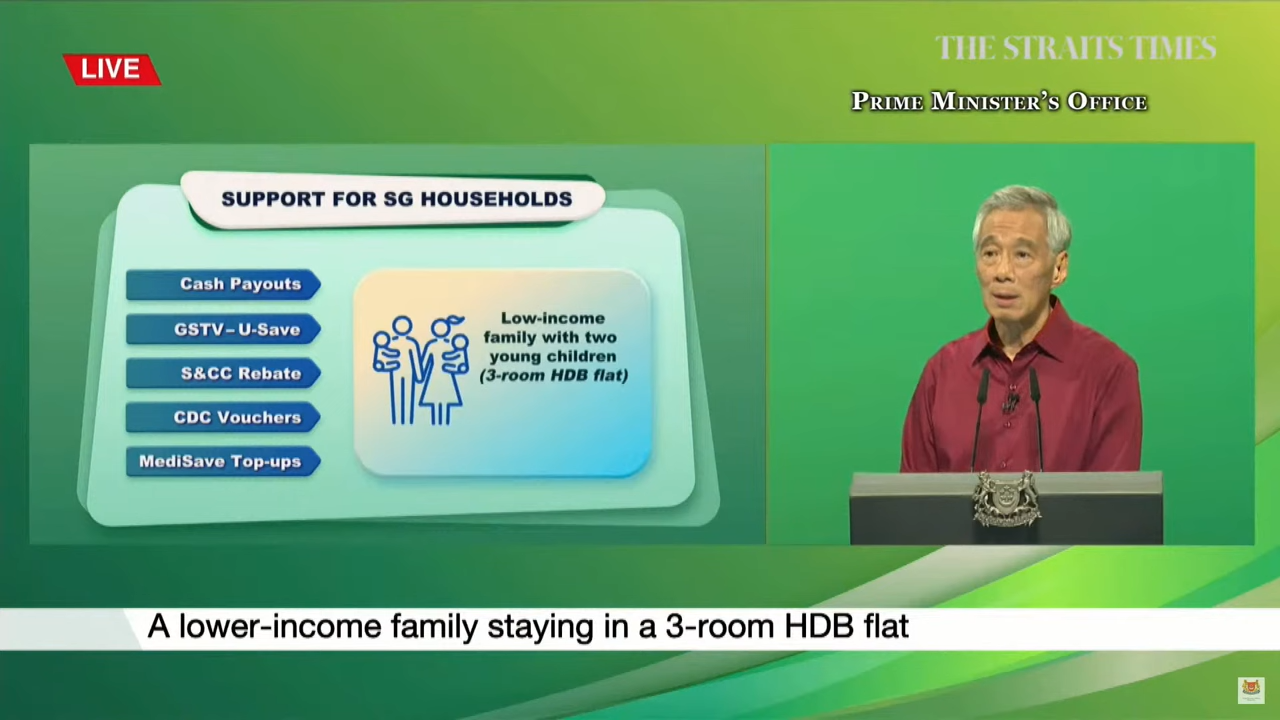 LIVE
THE STRAITS TIMES
PRIME MINISTER'S OFFICE
SUPPORT FOR SG HOUSEHOLDS
Cash Payouts
GSTV–U-Save
S&CC Rebate
CDC Vouchers
MediSave Top-ups
Low-income
family with two
young children
(3-room HDB flat)
A lower-income family staying in a 3-room HDB flat